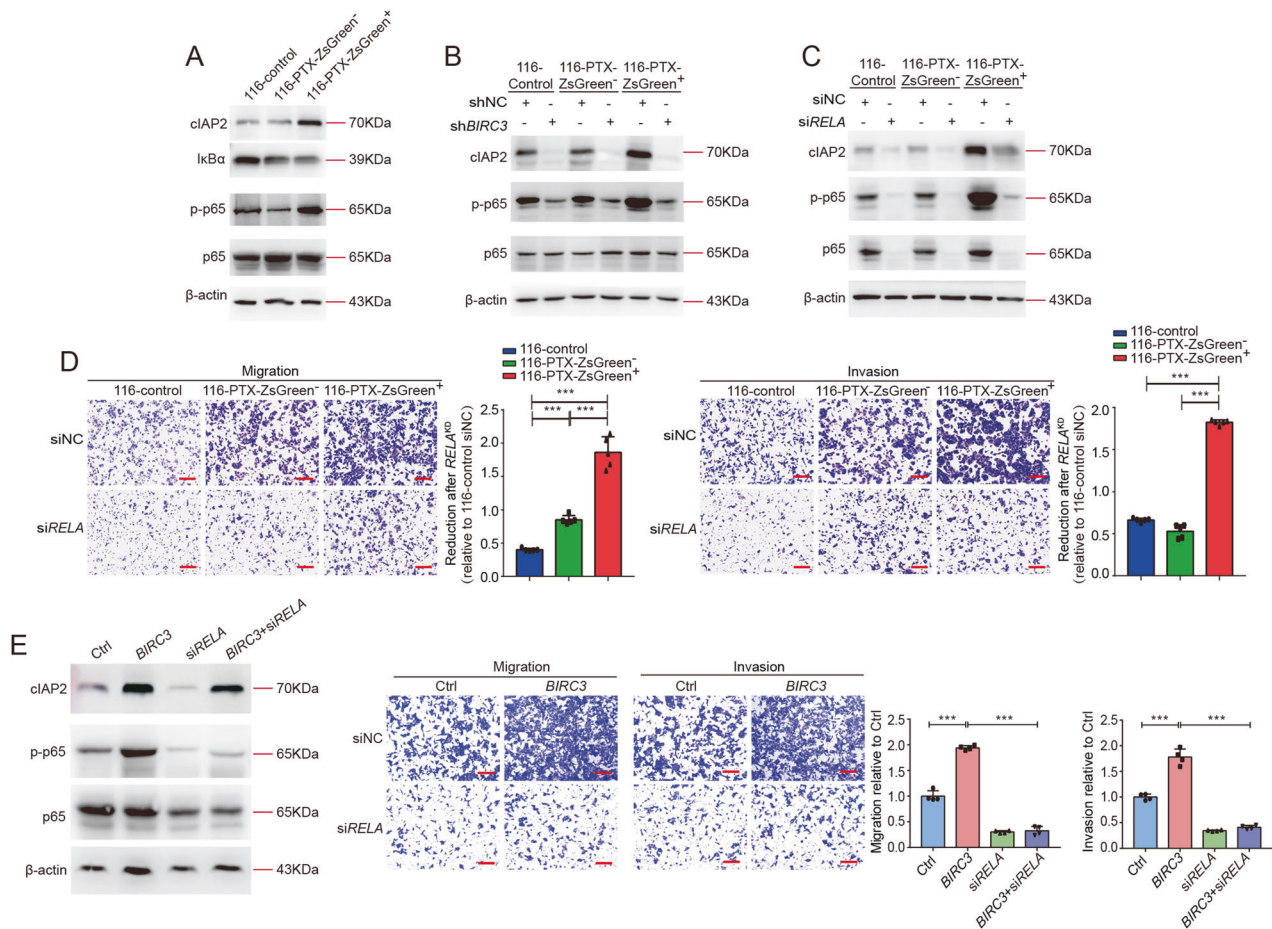 A
116-control
116-PTX-ZsGreen⁻
116-PTX-ZsGreen⁺
cIAP2
70KDa
IκBα
39KDa
p-p65
65KDa
p65
65KDa
β-actin
43KDa
B
116-Control
116-PTX-ZsGreen⁻
116-PTX-ZsGreen⁺
shNC + - + - + -
shBIRC3 - + - + - +
cIAP2
70KDa
p-p65
65KDa
p65
65KDa
β-actin
43KDa
C
116-Control
116-PTX-ZsGreen⁻
116-PTX-ZsGreen⁺
siNC + - + - + -
siRELA - + - + - +
cIAP2
70KDa
p-p65
65KDa
p65
65KDa
β-actin
43KDa
D
Migration
116-control 116-PTX-ZsGreen⁻ 116-PTX-ZsGreen⁺
siNC
siRELA
116-control
116-PTX-ZsGreen⁻
116-PTX-ZsGreen⁺
Reduction after RELA^KD
(relative to 116-control siNC)
2.5
2.0
1.5
1.0
0.5
0.0
***
*** ***
Invasion
116-control 116-PTX-ZsGreen⁻ 116-PTX-ZsGreen⁺
siNC
siRELA
116-control
116-PTX-ZsGreen⁻
116-PTX-ZsGreen⁺
Reduction after RELA^KD
(relative to 116-control siNC)
2.0
1.5
1.0
0.5
0.0
***
***
E
Ctrl
BIRC3
siRELA
BIRC3+siRELA
cIAP2
70KDa
p-p65
65KDa
p65
65KDa
β-actin
43KDa
Migration
Ctrl BIRC3
Invasion
Ctrl BIRC3
siNC
siRELA
Migration relative to Ctrl
2.5
2.0
1.5
1.0
0.5
0.0
*** ***
Ctrl
BIRC3
siRELA
BIRC3+siRELA
Invasion relative to Ctrl
2.5
2.0
1.5
1.0
0.5
0.0
*** ***
Ctrl
BIRC3
siRELA
BIRC3+siRELA